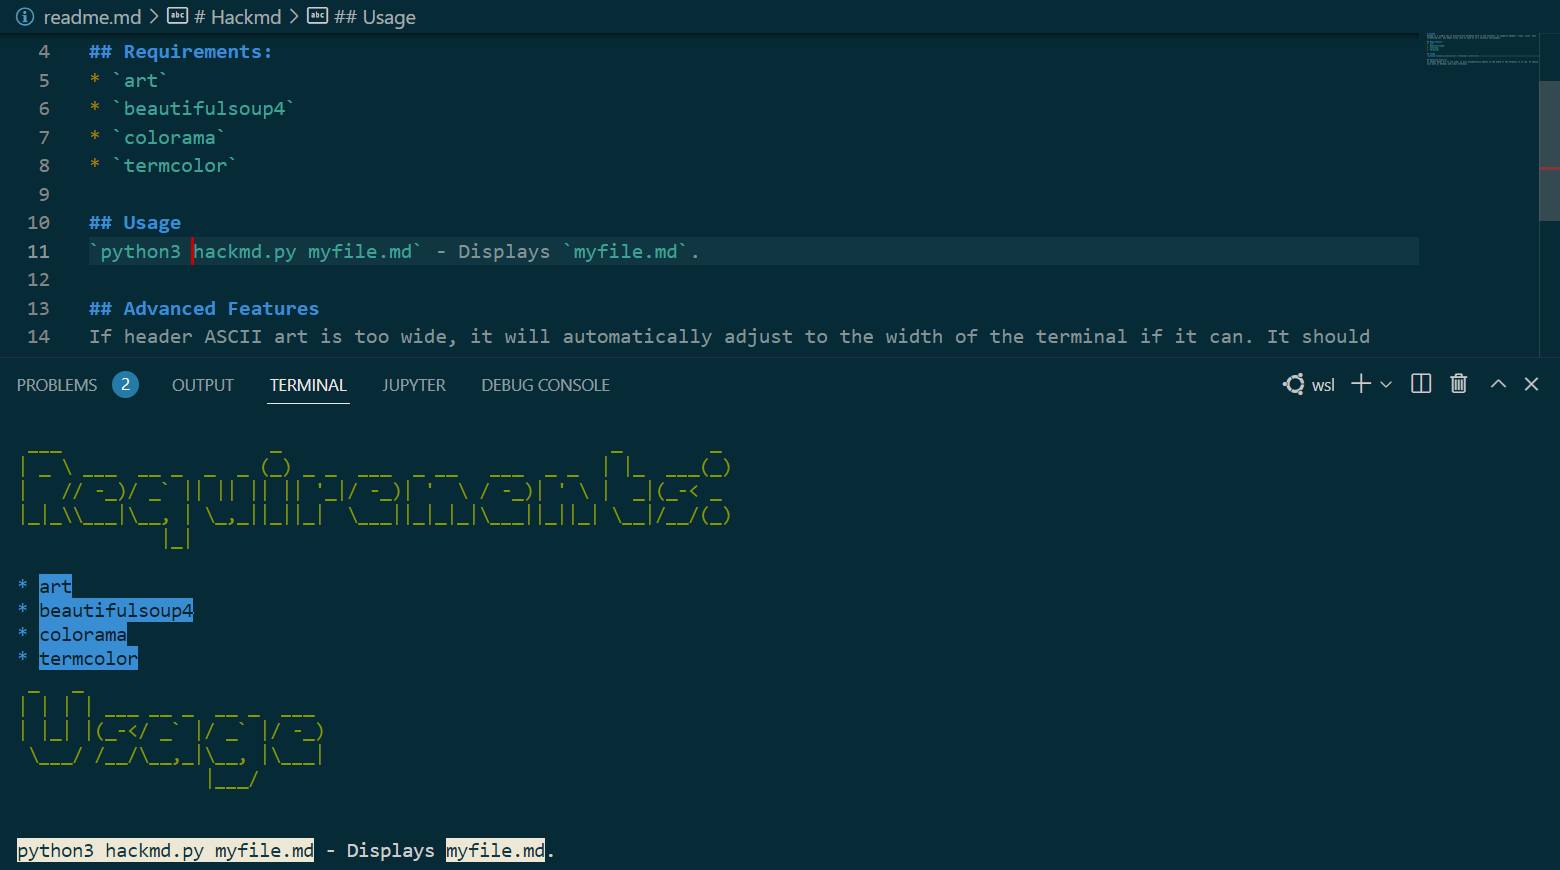 readme.md > # Hackmd > ## Usage
4 ## Requirements:
5 * `art`
6 * `beautifulsoup4`
7 * `colorama`
8 * `termcolor`
9
10 ## Usage
11 `python3 hackmd.py myfile.md` - Displays `myfile.md`.
12
13 ## Advanced Features
14 If header ASCII art is too wide, it will automatically adjust to the width of the terminal if it can. It should
PROBLEMS 2 OUTPUT TERMINAL JUPYTER DEBUG CONSOLE wsl
Requirements:
* art
* beautifulsoup4
* colorama
* termcolor
Usage
python3 hackmd.py myfile.md - Displays myfile.md.